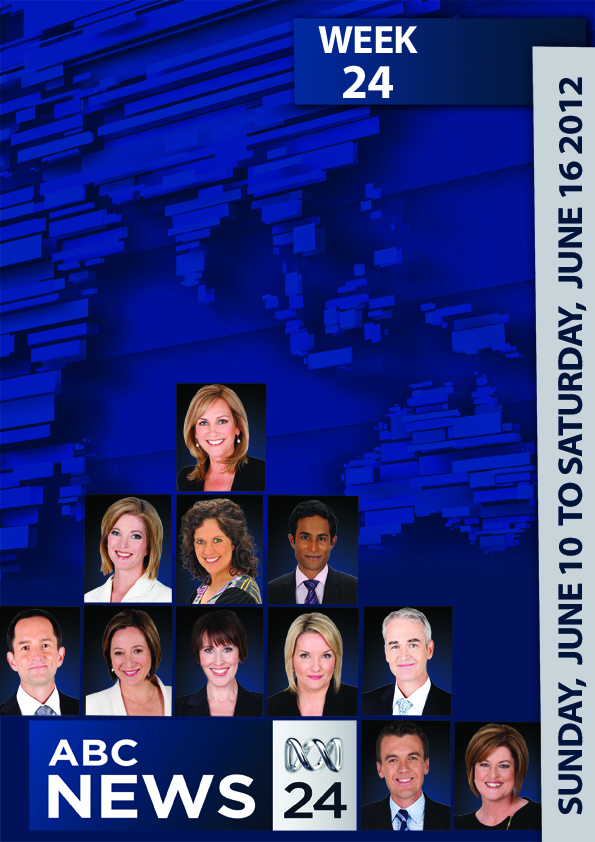 WEEK
24
SUNDAY, JUNE 10 TO SATURDAY, JUNE 16 2012
ABC
NEWS
24